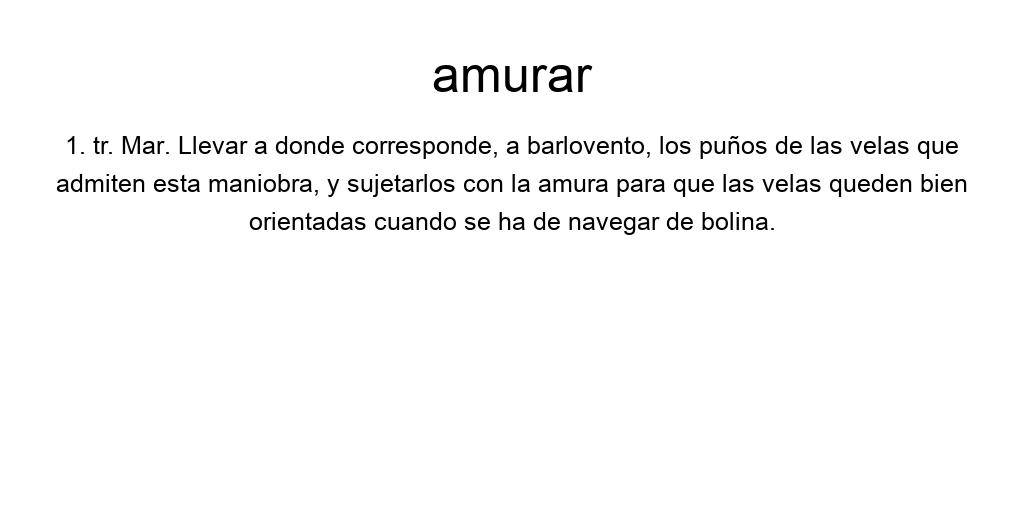 amurar
1. tr. Mar. Llevar a donde corresponde, a barlovento, los puños de las velas que
admiten esta maniobra, y sujetarlos con la amura para que las velas queden bien
orientadas cuando se ha de navegar de bolina.